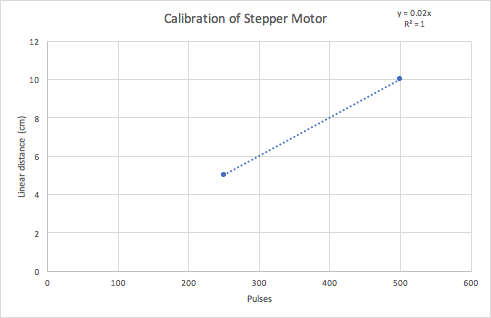 Calibration of Stepper Motor
y = 0.02x
R² = 1
12
10
8
6
4
2
0
Linear distance (cm)
0 100 200 300 400 500 600
Pulses